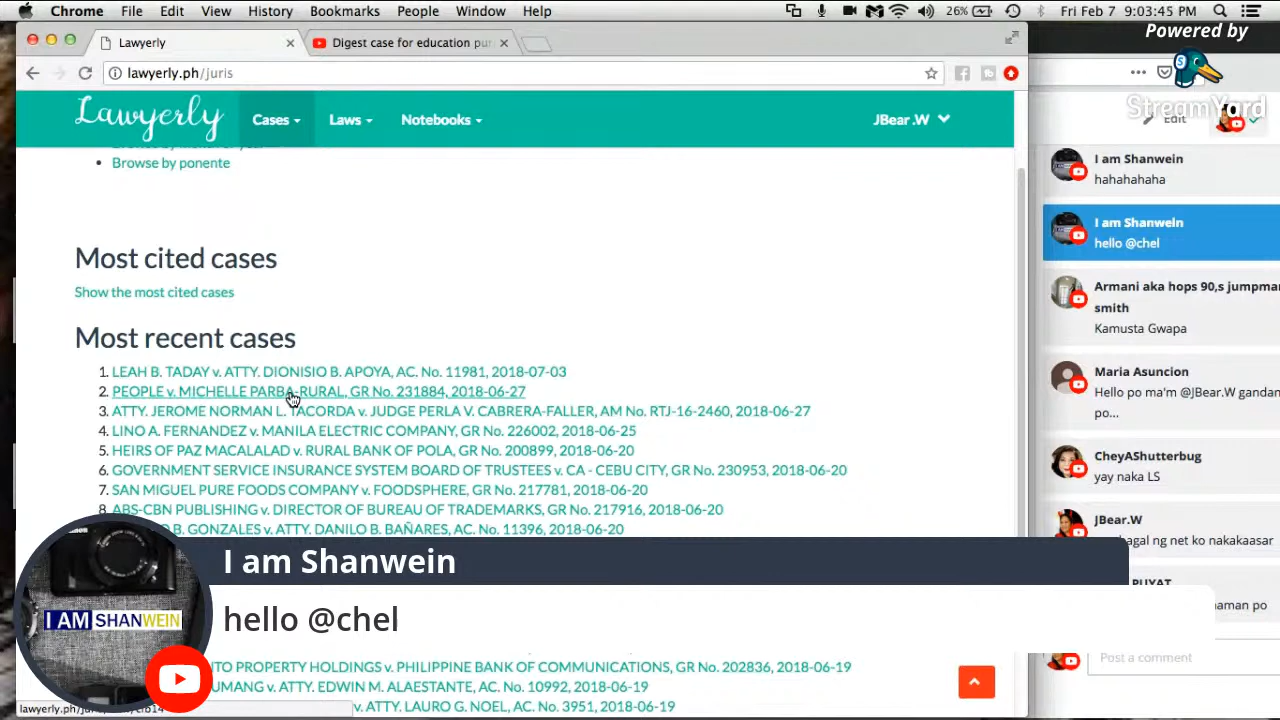 Chrome File Edit View History Bookmarks People Window Help
26% Fri Feb 7 9:03:45 PM
Powered by
StreamYard
Lawyerly
Digest case for education pu
lawyerly.ph/juris
Lawyerly
Cases
Laws
Notebooks
JBear.W
Browse by ponente
Most cited cases
Show the most cited cases
Most recent cases
1. LEAH B. TADAY v. ATTY. DIONISIO B. APOYA, AC. No. 11981, 2018-07-03
2. PEOPLE v. MICHELLE PARBA-RURAL, GR No. 231884, 2018-06-27
3. ATTY. JEROME NORMAN L. TACORDA v. JUDGE PERLA V. CABRERA-FALLER, AM No. RTJ-16-2460, 2018-06-27
4. LINO A. FERNANDEZ v. MANILA ELECTRIC COMPANY, GR No. 226002, 2018-06-25
5. HEIRS OF PAZ MACALALAD v. RURAL BANK OF POLA, GR No. 200899, 2018-06-20
6. GOVERNMENT SERVICE INSURANCE SYSTEM BOARD OF TRUSTEES v. CA - CEBU CITY, GR No. 230953, 2018-06-20
7. SAN MIGUEL PURE FOODS COMPANY v. FOODSPHERE, GR No. 217781, 2018-06-20
8. ABS-CBN PUBLISHING v. DIRECTOR OF BUREAU OF TRADEMARKS, GR No. 217916, 2018-06-20
B. GONZALES v. ATTY. DANILO B. BAÑARES, AC. No. 11396, 2018-06-20
PROPERTY HOLDINGS v. PHILIPPINE BANK OF COMMUNICATIONS, GR No. 202836, 2018-06-19
v. ATTY. EDWIN M. ALAESTANTE, AC. No. 10992, 2018-06-19
v. ATTY. LAURO G. NOEL, AC. No. 3951, 2018-06-19
lawyerly.ph/juris
I AM SHANWEIN
I am Shanwein
hello @chel
Edit
I am Shanwein
hahahahaha
I am Shanwein
hello @chel
Armani aka hops 90,s jumpma
smith
Kamusta Gwapa
Maria Asuncion
Hello po ma'm @JBear.W gandan
po...
CheyAShutterbug
yay naka LS
JBear.W
agal ng net ko nakakaasar
PUYAT
naman po
Post a comment